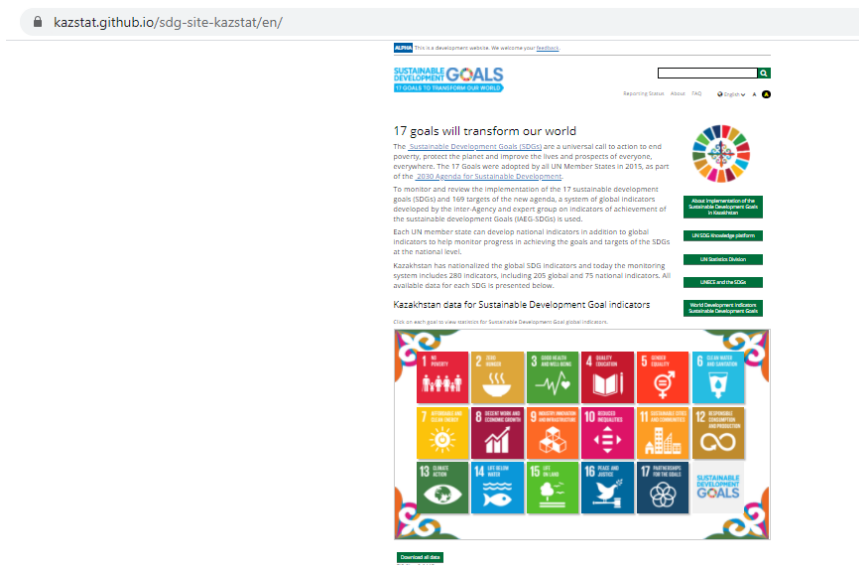 kazstat.github.io/sdg-site-kazstat/en/
ALPHA This is a development website. We welcome your feedback.
SUSTAINABLE
DEVELOPMENT GOALS
17 GOALS TO TRANSFORM OUR WORLD
Reporting Status About FAQ English A A
17 goals will transform our world
The Sustainable Development Goals (SDGs) are a universal call to action to end
poverty, protect the planet and improve the lives and prospects of everyone,
everywhere. The 17 Goals were adopted by all UN Member States in 2015, as part
of the 2030 Agenda for Sustainable Development.
To monitor and review the implementation of the 17 sustainable development
goals (SDGs) and 169 targets of the new agenda, a system of global indicators
developed by the inter-Agency and expert group on indicators of achievement of
the sustainable development Goals (IAEG-SDGs) is used.
Each UN member state can develop national indicators in addition to global
indicators to help monitor progress in achieving the goals and targets of the SDGs
at the national level.
Kazakhstan has nationalized the global SDG indicators and today the monitoring
system includes 280 indicators, including 205 global and 75 national indicators. All
available data for each SDG is presented below.
About implementation of the
Sustainable Development Goals
in Kazakhstan
UN SDG Knowledge platform
UN Statistics Division
UNECE and the SDGs
World Development Indicators
Sustainable Development Goals
Kazakhstan data for Sustainable Development Goal indicators
Click on each goal to view statistics for Sustainable Development Goal global indicators.
1 NO
POVERTY
2 ZERO
HUNGER
3 GOOD HEALTH
AND WELL-BEING
4 QUALITY
EDUCATION
5 GENDER
EQUALITY
6 CLEAN WATER
AND SANITATION
7 AFFORDABLE AND
CLEAN ENERGY
8 DECENT WORK AND
ECONOMIC GROWTH
9 INDUSTRY, INNOVATION
AND INFRASTRUCTURE
10 REDUCED
INEQUALITIES
11 SUSTAINABLE CITIES
AND COMMUNITIES
12 RESPONSIBLE
CONSUMPTION
AND PRODUCTION
13 CLIMATE
ACTION
14 LIFE BELOW
WATER
15 LIFE
ON LAND
16 PEACE AND
JUSTICE
17 PARTNERSHIPS
FOR THE GOALS
SUSTAINABLE
DEVELOPMENT
GOALS
Download all data